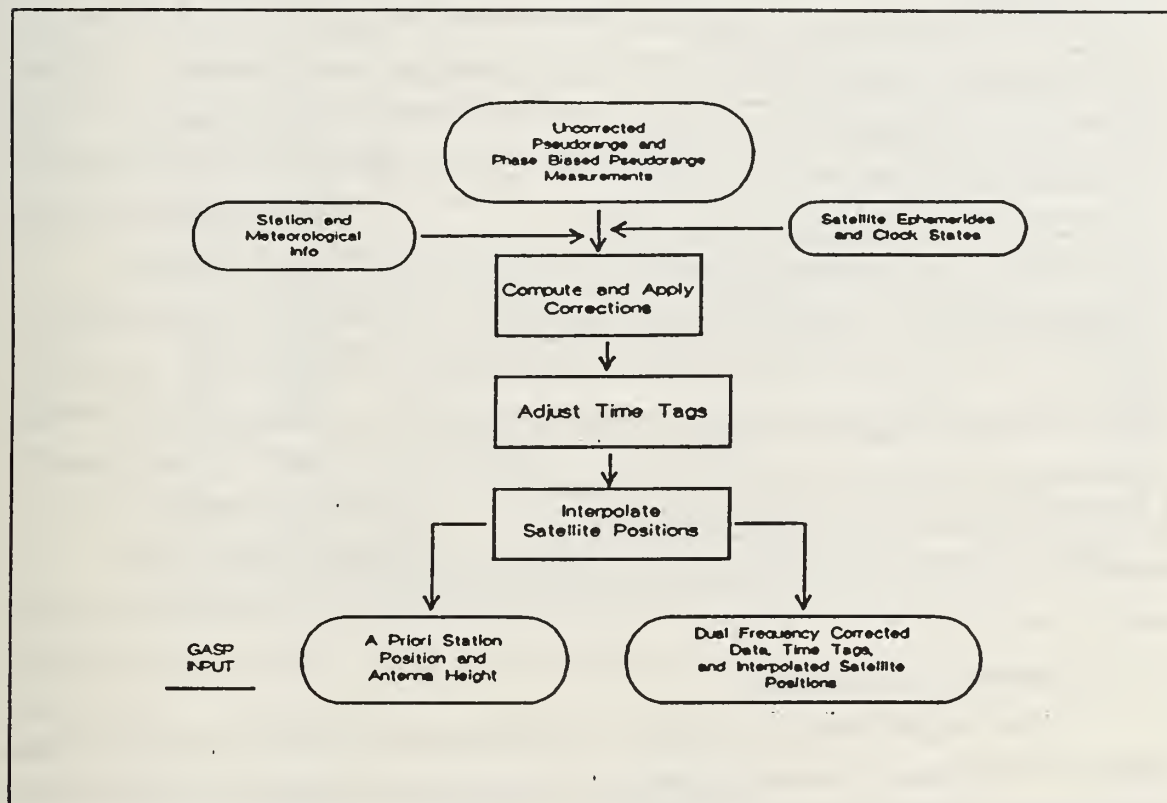 Uncorrected
Pseudorange and
Phase Biased Pseudorange
Measurements
Station and
Meteorological
Info
Satellite Ephemerides
and Clock States
Compute and Apply
Corrections
Adjust Time Tags
Interpolate
Satellite Positions
GASP
INPUT
A Priori Station
Position and
Antenna Height
Dual Frequency Corrected
Data, Time Tags,
and Interpolated Satellite
Positions